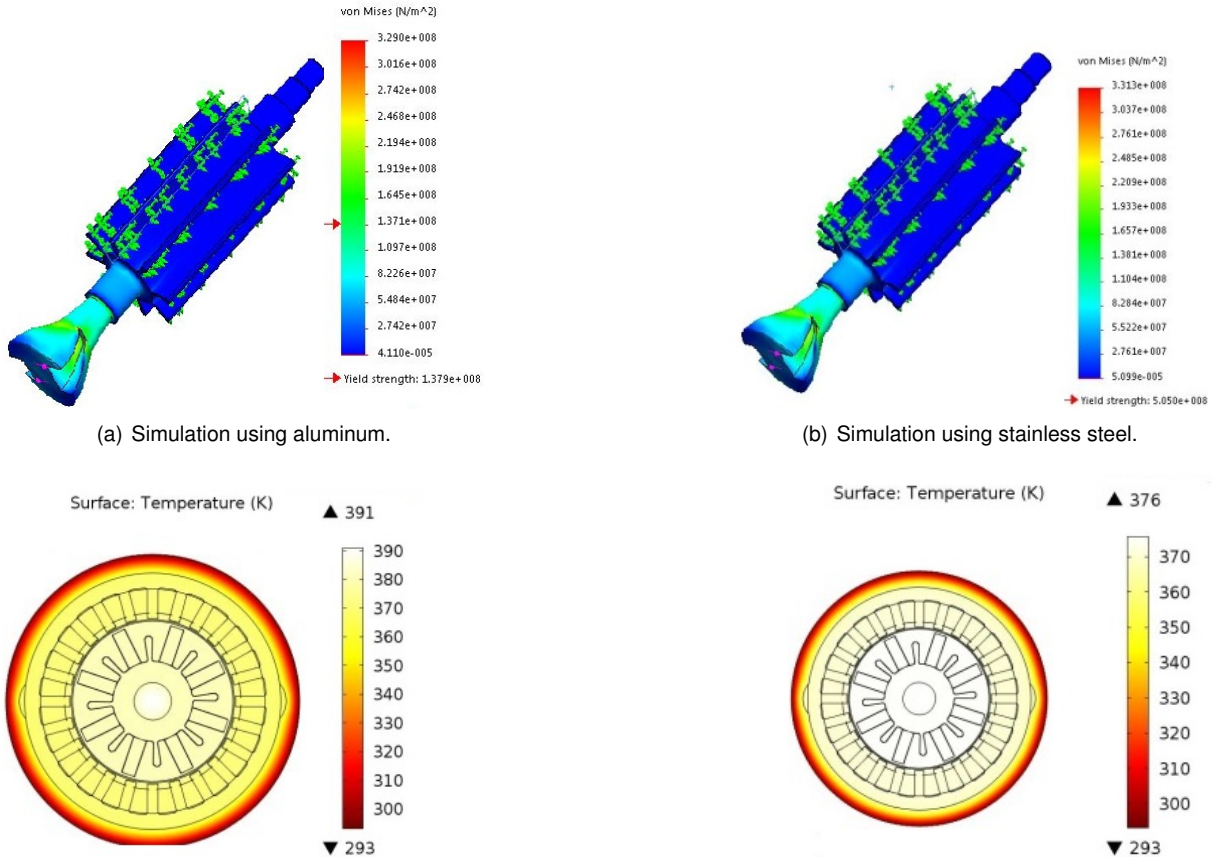 von Mises (N/m^2)
3.290e+008
3.016e+008
2.742e+008
2.468e+008
2.194e+008
1.919e+008
1.645e+008
1.371e+008
1.097e+008
8.226e+007
5.484e+007
2.742e+007
4.110e-005
Yield strength: 1.379e+008
(a) Simulation using aluminum.
von Mises (N/m^2)
3.313e+008
3.037e+008
2.761e+008
2.485e+008
2.209e+008
1.933e+008
1.657e+008
1.381e+008
1.104e+008
8.284e+007
5.522e+007
2.761e+007
5.099e-005
Yield strength: 5.050e+008
(b) Simulation using stainless steel.
Surface: Temperature (K)
▲ 391
390
380
370
360
350
340
330
320
310
300
▼ 293
Surface: Temperature (K)
▲ 376
370
360
350
340
330
320
310
300
▼ 293